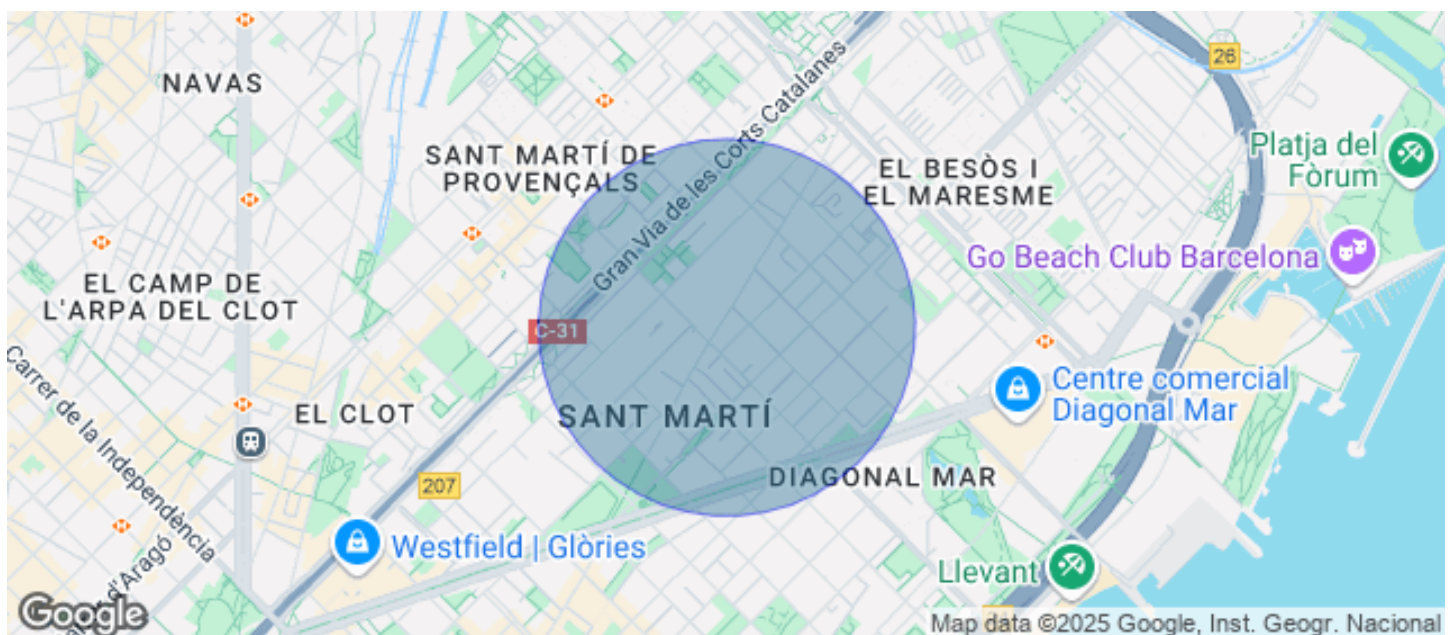 NAVAS
26
SANT MARTÍ DE
PROVENÇALS
Gran Via de les Corts Catalanes
EL BESÒS I
EL MARESME
Platja del
Fòrum
Go Beach Club Barcelona
EL CAMP DE
L'ARPA DEL CLOT
C-31
Carrer de la Independència
EL CLOT
SANT MARTÍ
Centre comercial
Diagonal Mar
DIAGONAL MAR
207
Westfield | Glòries
d'Aragó
Llevant
Google
Map data ©2025 Google, Inst. Geogr. Nacional